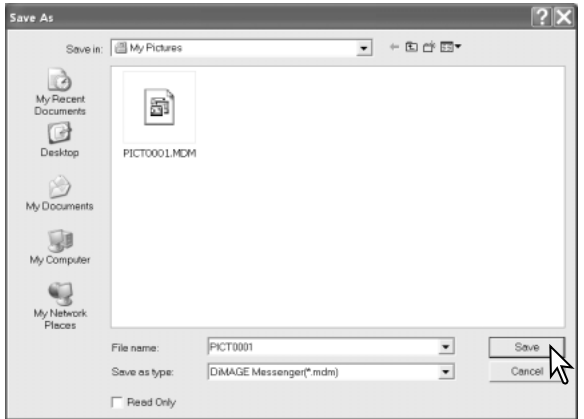 Save As
Save in: My Pictures
My Recent
Documents
Desktop
My Documents
My Computer
My Network
Places
PICT0001.MDM
File name: PICT0001 Save
Save as type: DiMAGE Messenger(*.mdm) Cancel
Read Only